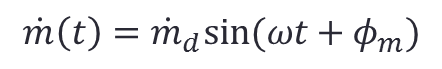 ṁ(t) = ṁ_d sin(ωt + ϕ_m)